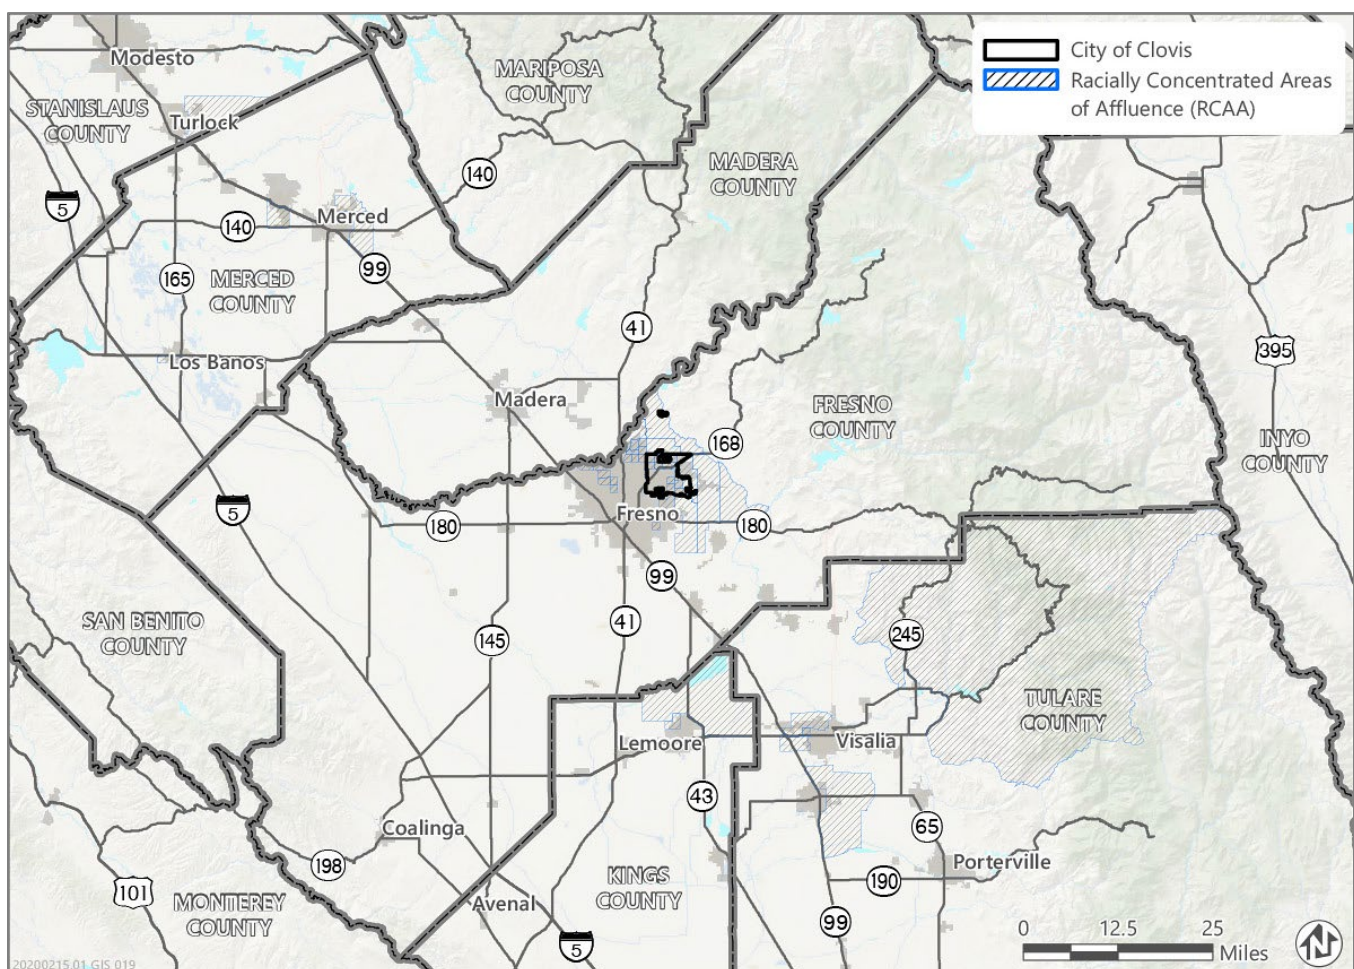 City of Clovis
Racially Concentrated Areas
of Affluence (RCAA)
Modesto
MARIPOSA
COUNTY
STANISLAUS
COUNTY
Turlock
MADERA
COUNTY
140
5
Merced
140
99
165
MERCED
COUNTY
41
395
Los Banos
Madera
FRESNO
COUNTY
168
INYO
COUNTY
5
180
Fresno
180
99
SAN BENITO
COUNTY
145
41
245
TULARE
COUNTY
Lemoore
Visalia
43
Coalinga
65
198
Porterville
KINGS
COUNTY
190
101
MONTEREY
COUNTY
Avenal
99
5
0 12.5 25
Miles
N
20200215.01 GIS 019